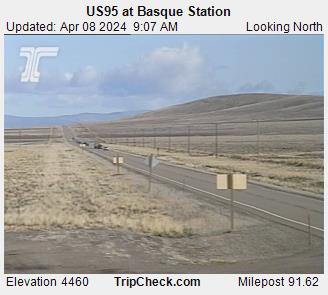 US95 at Basque Station
Updated: Apr 08 2024 9:07 AM Looking North
Elevation 4460 TripCheck.com Milepost 91.62